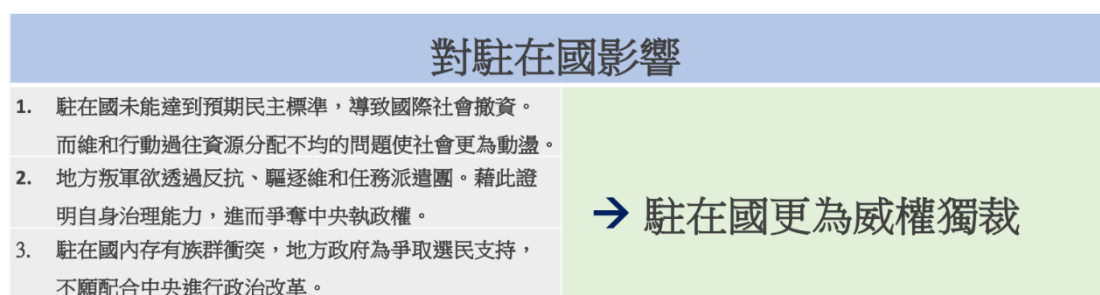 對駐在國影響
1. 駐在國未能達到預期民主標準,導致國際社會撤資。
而維和行動過往資源分配不均的問題使社會更為動盪。
2. 地方叛軍欲透過反抗、驅逐維和任務派遣團。藉此證
明自身治理能力,進而爭奪中央執政權。
3. 駐在國內存有族群衝突,地方政府為爭取選民支持,
不願配合中央進行政治改革。
→ 駐在國更為威權獨裁